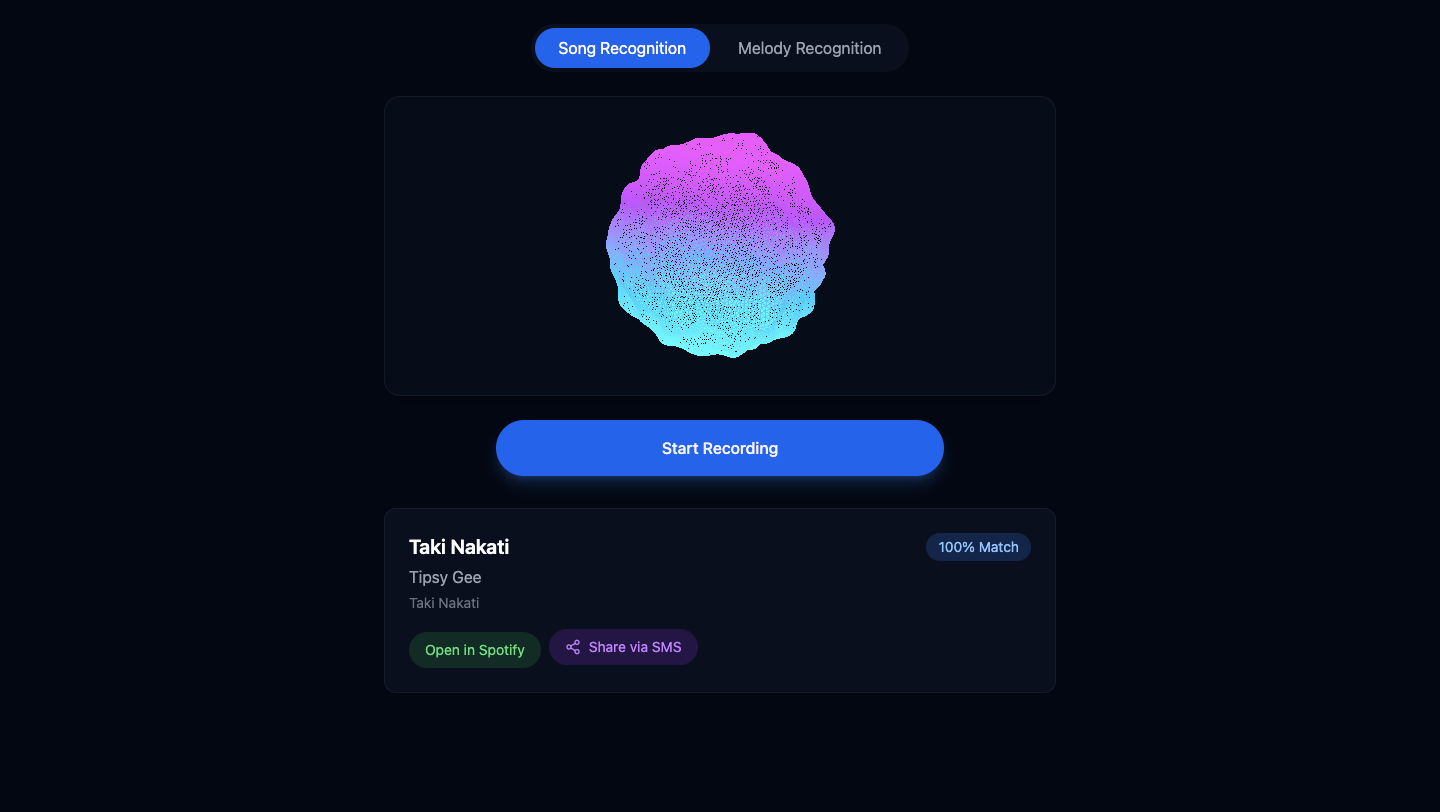 Song Recognition
Melody Recognition
Start Recording
Taki Nakati
100% Match
Tipsy Gee
Taki Nakati
Open in Spotify
Share via SMS